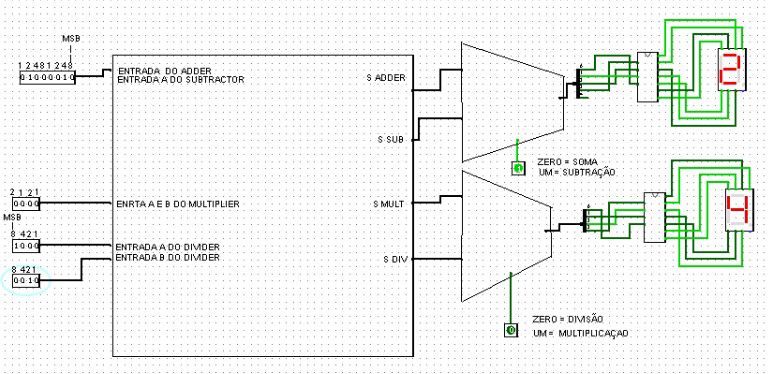 MSB
1 2 4 8 1 2 4 8
0 1 0 0 0 0 1 0
ENTRADA DO ADDER
ENTRADA A DO SUBTRACTOR
S ADDER
S SUB
ZERO = SOMA
UM = SUBTRAÇÃO
2
2 1 2 1
0 0 0 0
ENRTA A E B DO MULTIPLIER
S MULT
MSB
8 4 2 1
1 0 0 0
ENTRADA A DO DIVIDER
ENTRADA B DO DIVIDER
8 4 2 1
0 0 1 0
S DIV
4
ZERO = DIVISÃO
UM = MULTIPLICAÇAO